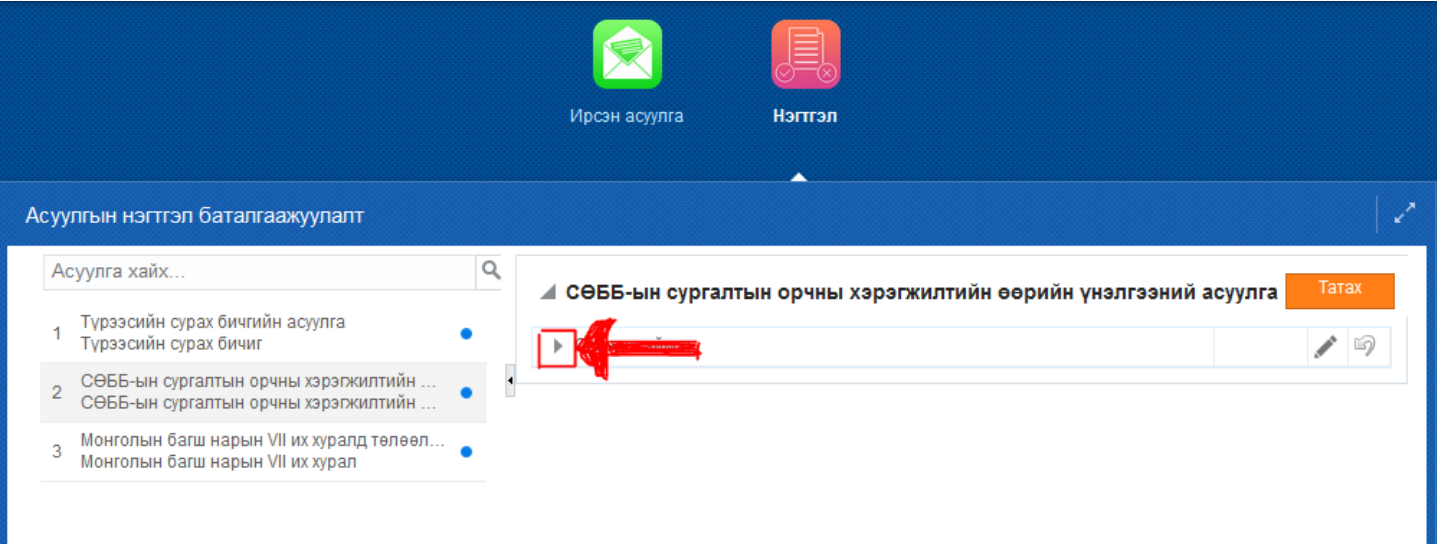 Ирсэн асуулга
Нэгтгэл
Асуулгын нэгтгэл баталгаажуулалт
Асуулга хайх...
1 Түрээсийн сурах бичгийн асуулга
Түрээсийн сурах бичиг
2 СӨББ-ын сургалтын орчны хэрэгжилтийн ...
СӨББ-ын сургалтын орчны хэрэгжилтийн ...
3 Монголын багш нарын VII их хуралд төлөөл...
Монголын багш нарын VII их хурал
СӨББ-ын сургалтын орчны хэрэгжилтийн өөрийн үнэлгээний асуулга
Татах